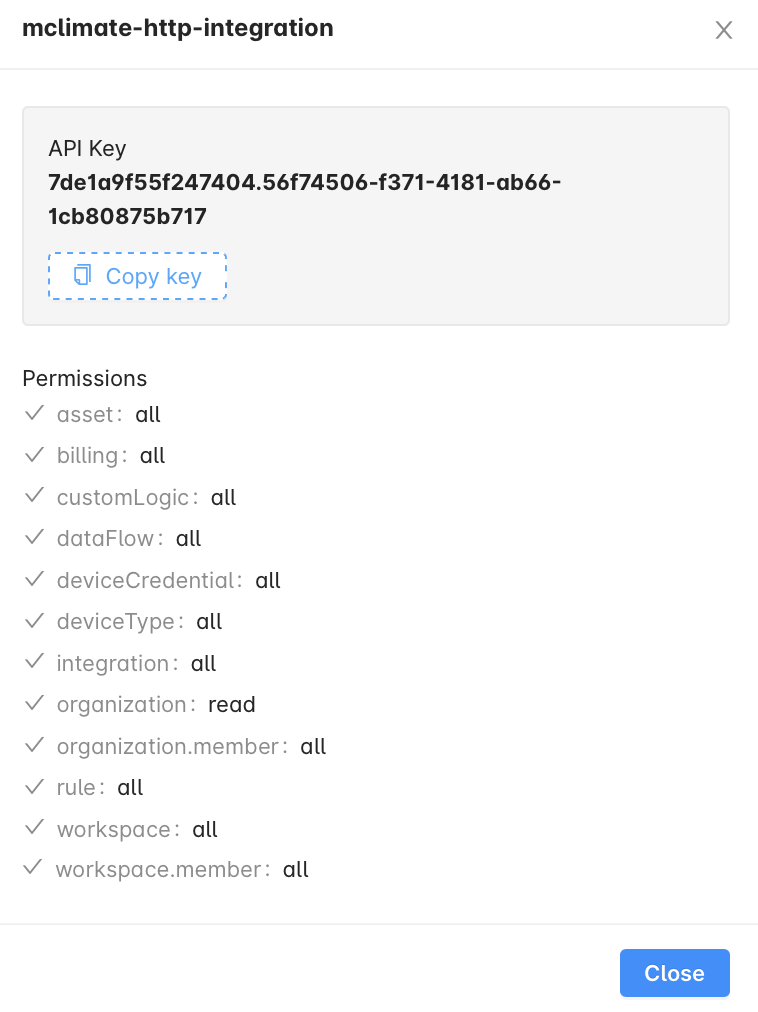 mclimate-http-integration
API Key
7de1a9f55f247404.56f74506-f371-4181-ab66-
1cb80875b717
Copy key
Permissions
asset: all
billing: all
customLogic: all
dataFlow: all
deviceCredential: all
deviceType: all
integration: all
organization: read
organization.member: all
rule: all
workspace: all
workspace.member: all
Close